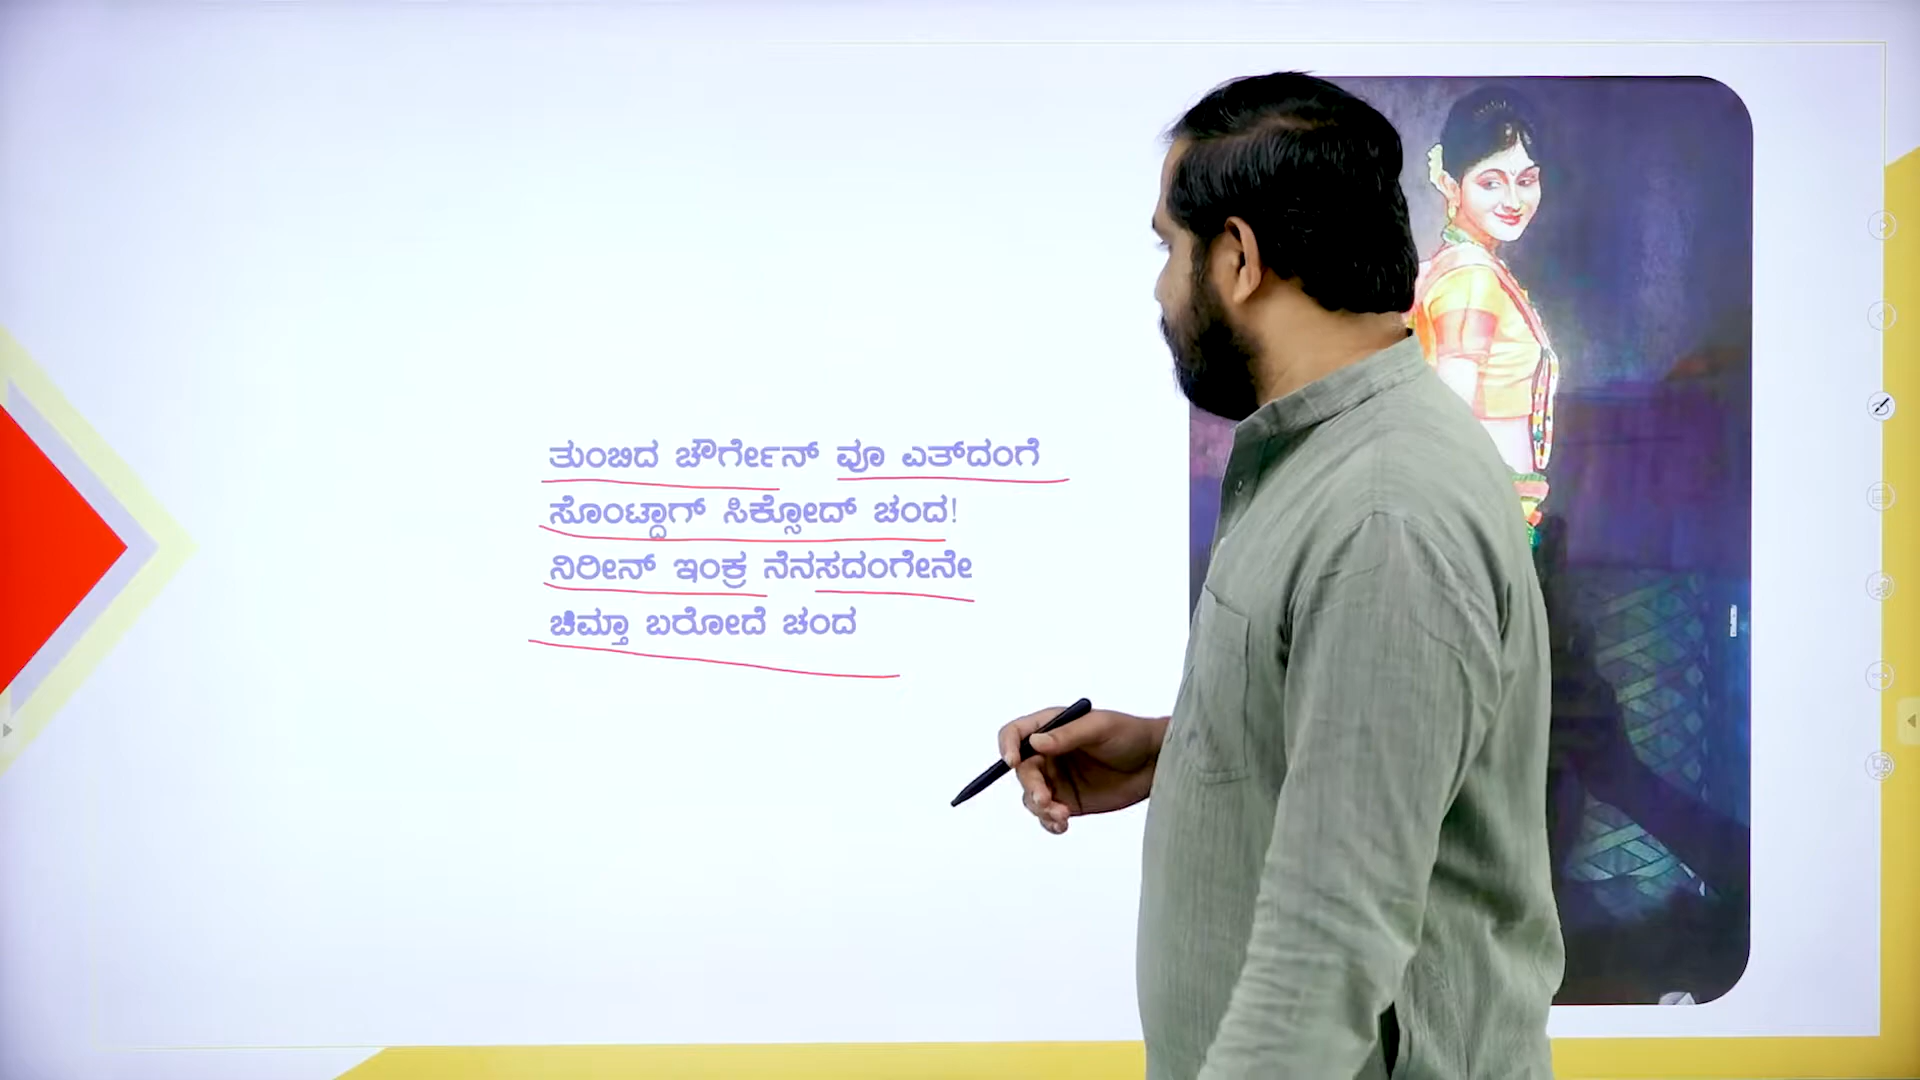 ತುಂಬಿದ ಚೌರ್ಗೇನ್ ವೂ ಎತ್‌ದಂಗೆ
ಸೊಂಟ್ದಾಗ್ ಸಿಕ್ಸೋದ್ ಚಂದ!
ನಿರೀನ್ ಇಂಕ್ರ ನೆನಸದಂಗೇನೇ
ಚಿಮ್ತಾ ಬರೋದೆ ಚಂದ